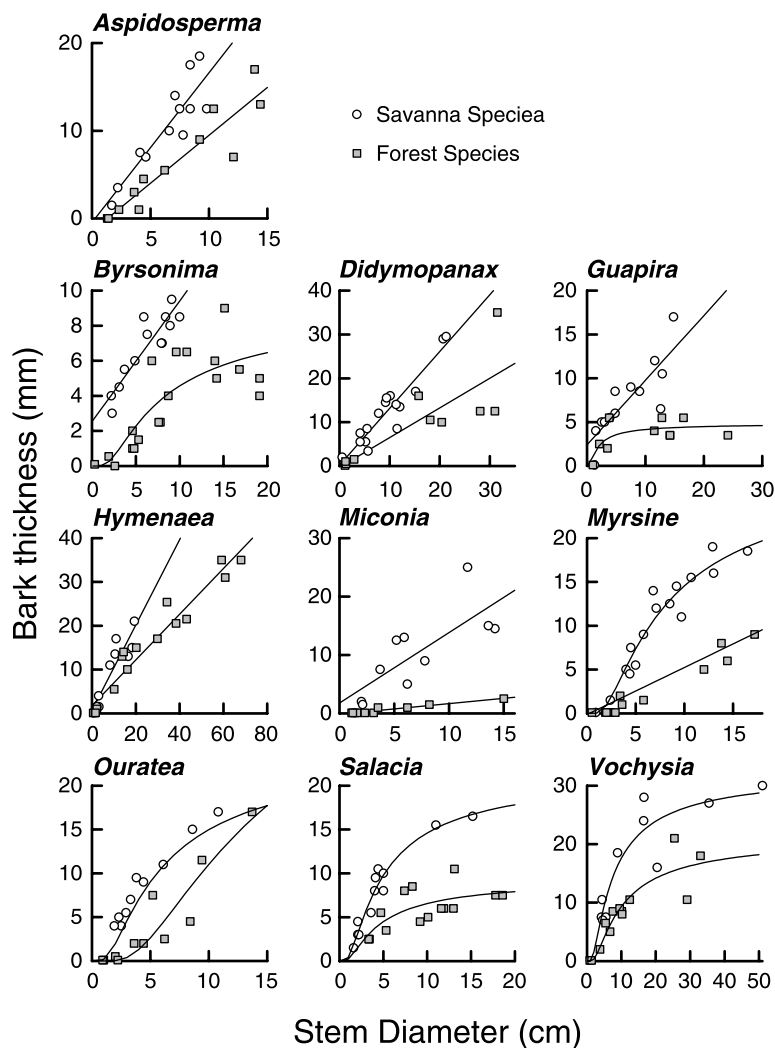 Aspidosperma
20
10
0
0 5 10 15
Savanna Speciea
Forest Species
Bark thickness (mm)
Byrsonima
10
8
6
4
2
0
0 5 10 15 20
Didymopanax
40
30
20
10
0
0 10 20 30
Guapira
20
15
10
5
0
0 10 20 30
Hymenaea
40
30
20
10
0
0 20 40 60 80
Miconia
30
20
10
0
0 5 10 15
Myrsine
20
15
10
5
0
0 5 10 15
Ouratea
20
15
10
5
0
0 5 10 15
Salacia
20
15
10
5
0
0 5 10 15 20
Vochysia
30
20
10
0
0 10 20 30 40 50
Stem Diameter (cm)